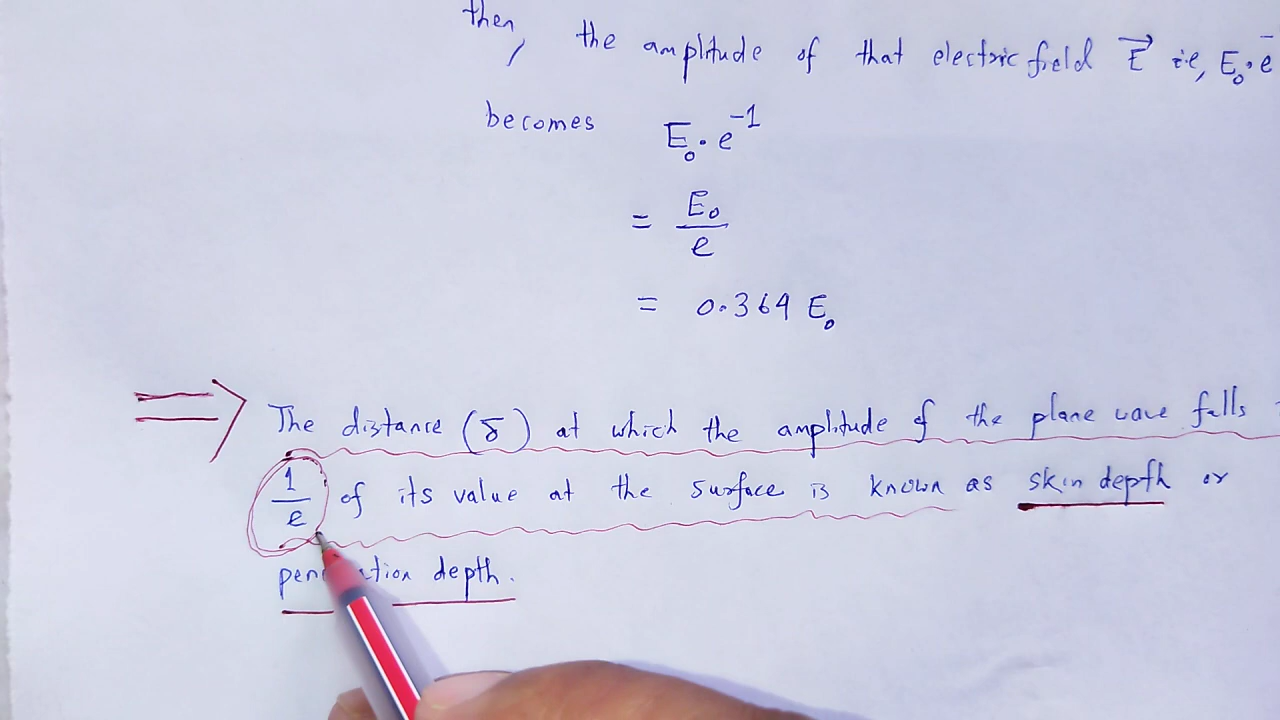 then, the amplitude of that electric field E⃗ ie, E₀·e⁻
becomes E₀·e⁻¹
= E₀/e
= 0.369 E₀
⇒ The distance (δ) at which the amplitude of the plane wave falls
1/e of its value at the surface is known as skin depth or
depth.